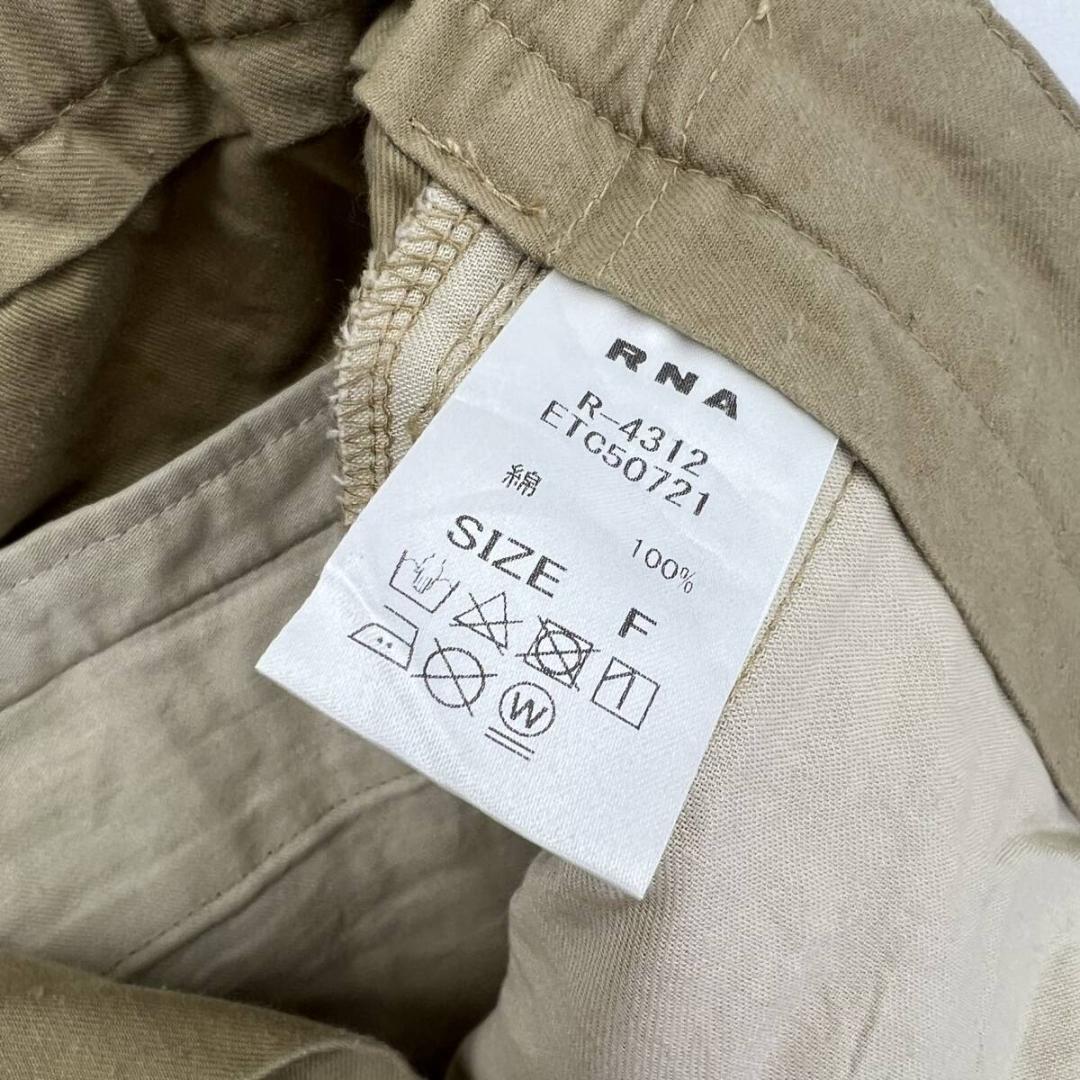 RNA
R-4312
ETC50721
綿 100%
SIZE F
W